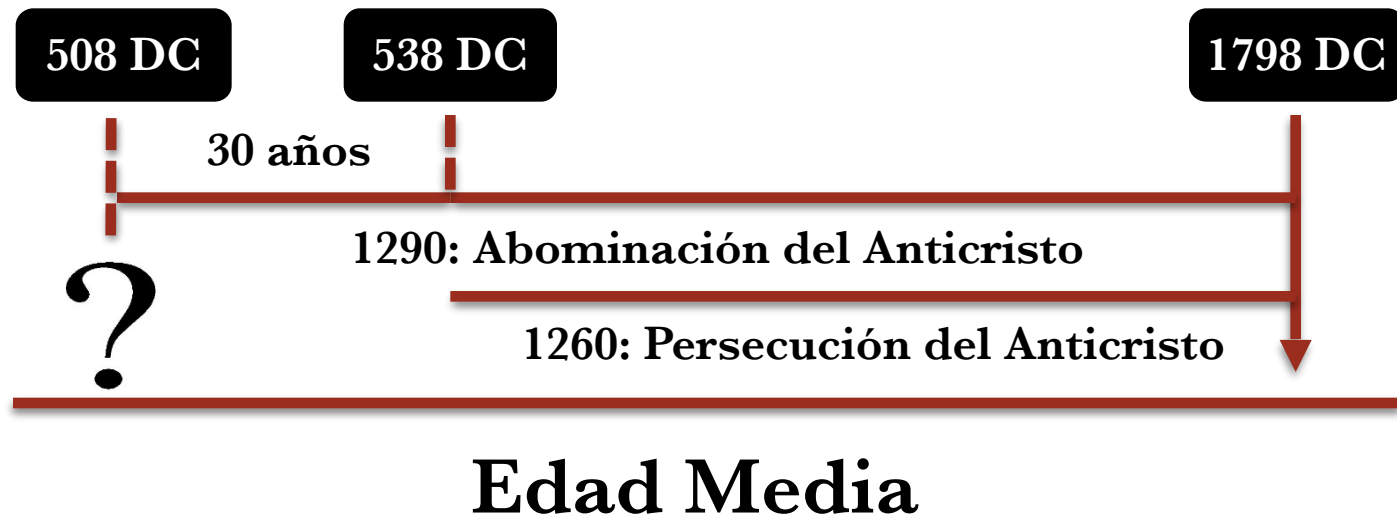 508 DC
538 DC
1798 DC
30 años
1290: Abominación del Anticristo
?
1260: Persecución del Anticristo
Edad Media